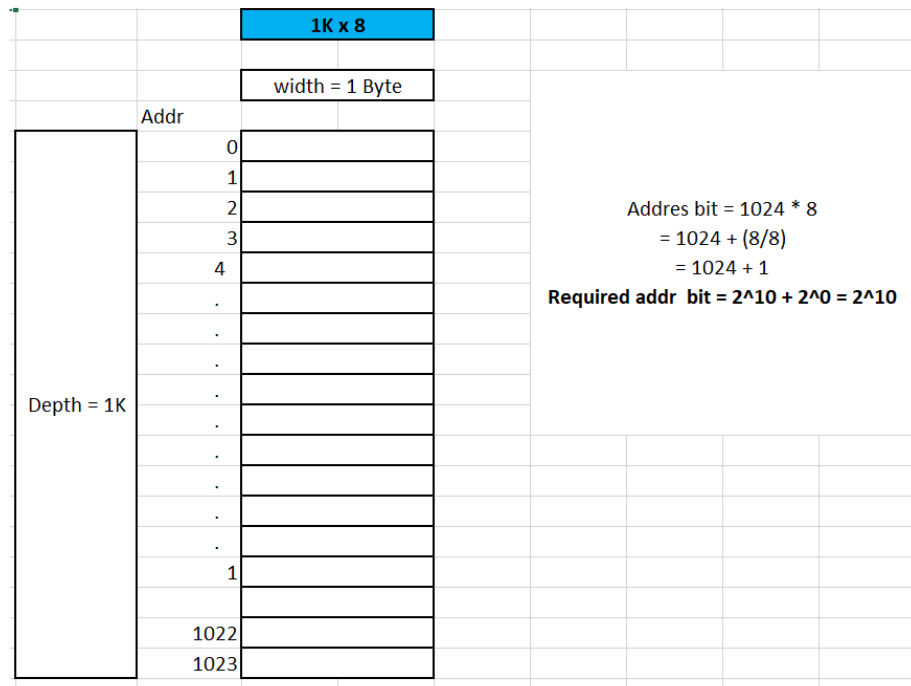 1K x 8
width = 1 Byte
Addr
0
1
2
3
4
.
.
.
.
Depth = 1K
.
.
.
.
.
1
1022
1023
Addres bit = 1024 * 8
= 1024 + (8/8)
= 1024 + 1
Required addr bit = 2^10 + 2^0 = 2^10